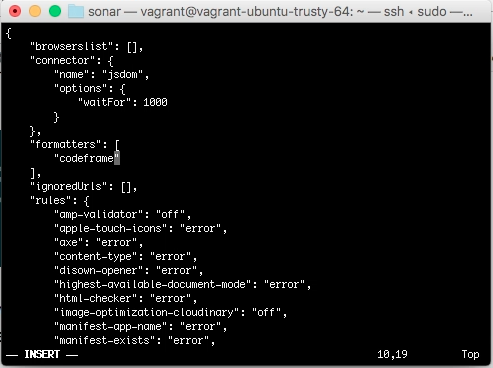 sonar — vagrant@vagrant-ubuntu-trusty-64: ~ — ssh ‹ sudo —...
{
    "browserslist": [],
    "connector": {
        "name": "jsdom",
        "options": {
            "waitFor": 1000
        }
    },
    "formatters": [
        "codeframe"
    ],
    "ignoredUrls": [],
    "rules": {
        "amp-validator": "off",
        "apple-touch-icons": "error",
        "axe": "error",
        "content-type": "error",
        "disown-opener": "error",
        "highest-available-document-mode": "error",
        "html-checker": "error",
        "image-optimization-cloudinary": "off",
        "manifest-app-name": "error",
        "manifest-exists": "error",
-- INSERT --                                                  10,19         Top